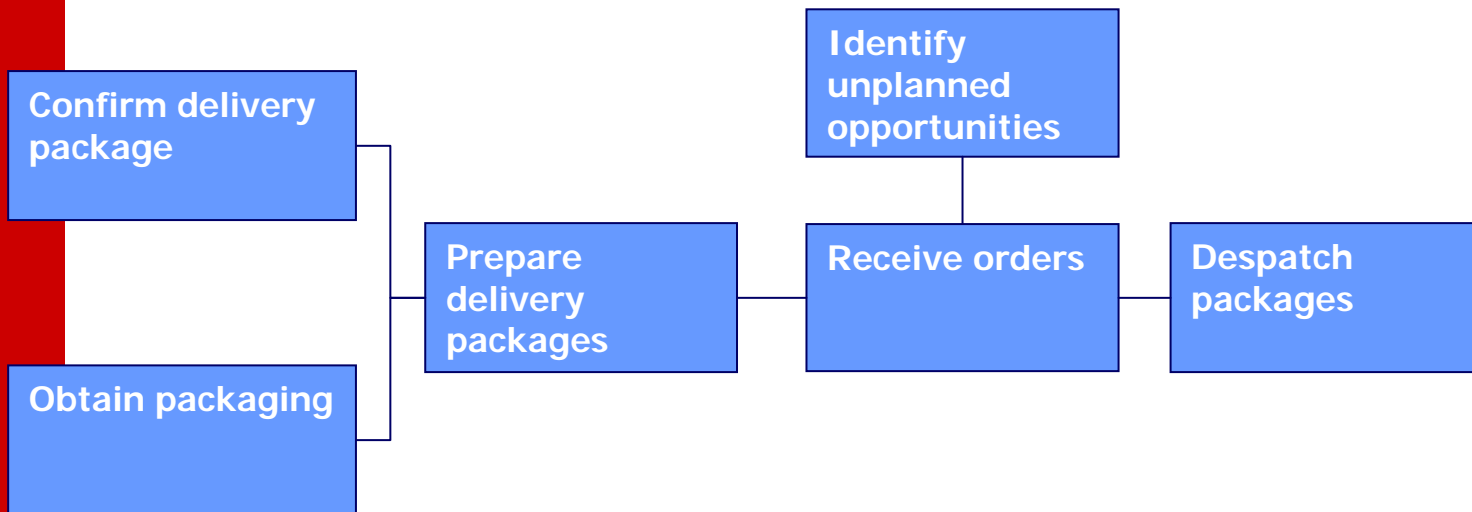 Confirm delivery
package
Obtain packaging
Prepare
delivery
packages
Identify
unplanned
opportunities
Receive orders
Despatch
packages